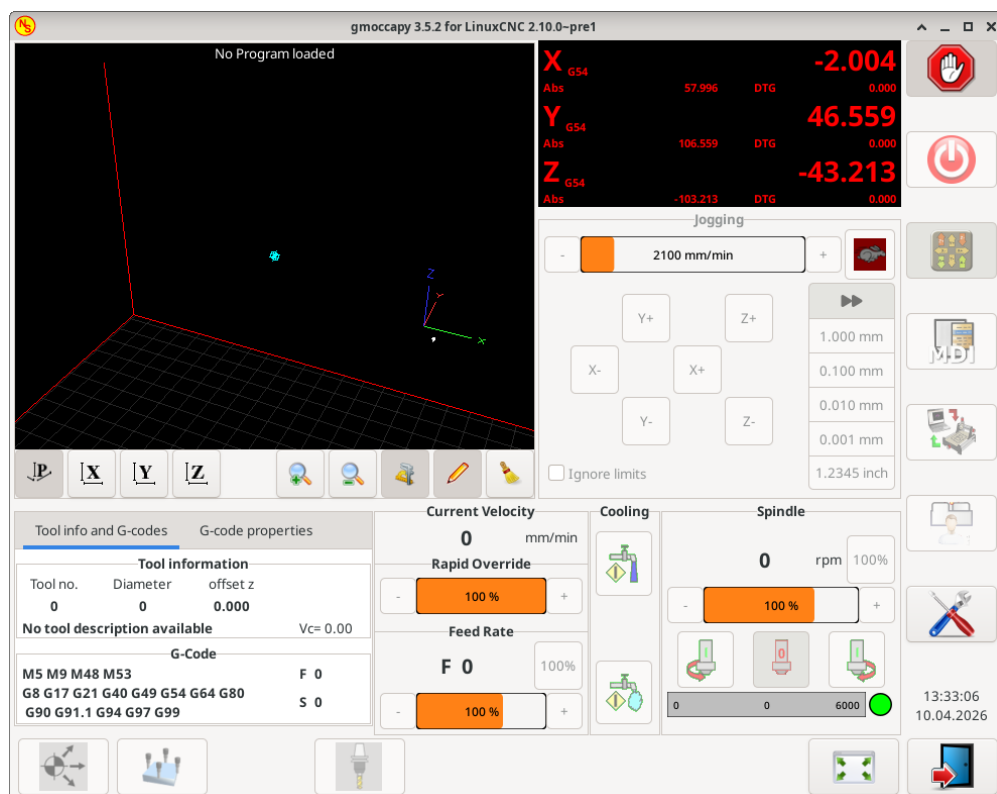 gmoccapy 3.5.2 for LinuxCNC 2.10.0~pre1
No Program loaded
X G54 -2.004
Abs 57.996 DTG 0.000
Y G54 46.559
Abs 106.559 DTG 0.000
Z G54 -43.213
Abs -103.213 DTG 0.000
Z
Y
X
Jogging
- 2100 mm/min +
Y+ Z+
X- X+
Y- Z-
1.000 mm
0.100 mm
0.010 mm
0.001 mm
1.2345 inch
Ignore limits
MDI
P X Y Z
Tool info and G-codes G-code properties
Tool information
Tool no. Diameter offset z
0 0 0.000
No tool description available Vc= 0.00
G-Code
M5 M9 M48 M53 F 0
G8 G17 G21 G40 G49 G54 G64 G80
G90 G91.1 G94 G97 G99
S 0
Current Velocity
0 mm/min
Rapid Override
- 100 % +
Feed Rate
F 0 100%
- 100 % +
Cooling
Spindle
0 rpm 100%
- 100 % +
1 0 1
0 0 6000
13:33:06
10.04.2026